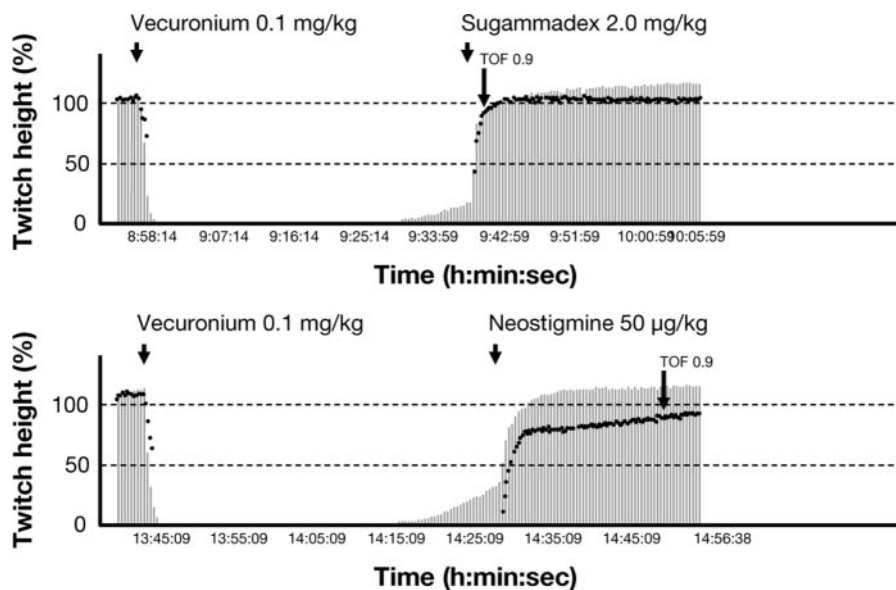 Vecuronium 0.1 mg/kg Sugammadex 2.0 mg/kg
TOF 0.9
Twitch height (%)
100
50
0
8:58:14 9:07:14 9:16:14 9:25:14 9:33:59 9:42:59 9:51:59 10:00:59 10:05:59
Time (h:min:sec)
Vecuronium 0.1 mg/kg Neostigmine 50 µg/kg
TOF 0.9
Twitch height (%)
100
50
0
13:45:09 13:55:09 14:05:09 14:15:09 14:25:09 14:35:09 14:45:09 14:56:38
Time (h:min:sec)